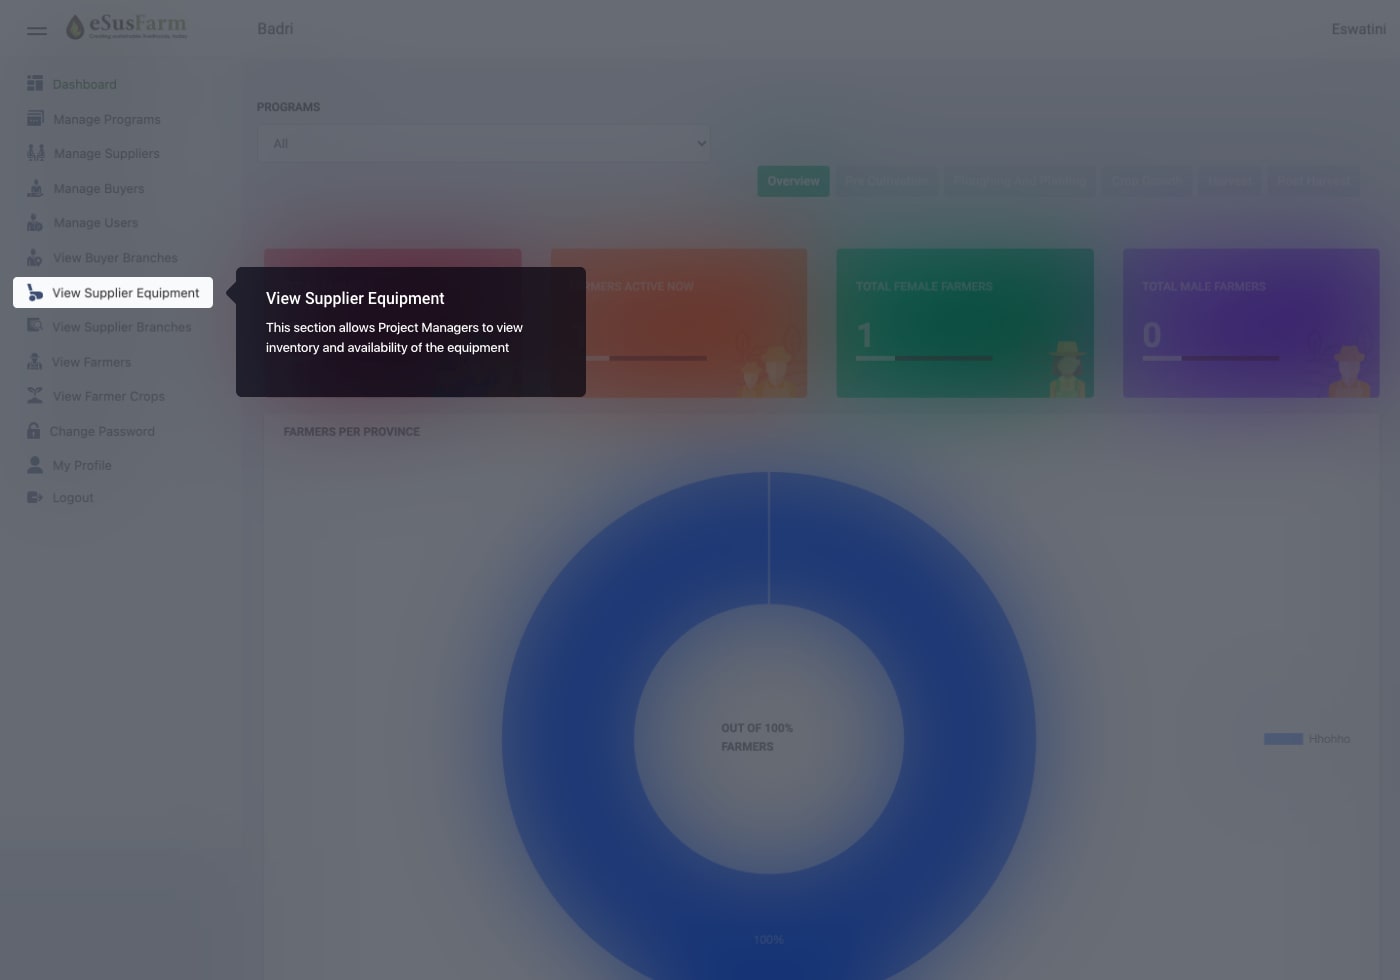 eSusFarm
Badri
Eswatini
Dashboard
Manage Programs
Manage Suppliers
Manage Buyers
Manage Users
View Buyer Branches
View Supplier Equipment
View Supplier Branches
View Farmers
View Farmer Crops
Change Password
My Profile
Logout
PROGRAMS
All
Overview
Pre Cultivation
Ploughing And Planting
Crop Growth
Harvest
Post Harvest
View Supplier Equipment
This section allows Project Managers to view
inventory and availability of the equipment
RMERS ACTIVE NOW
TOTAL FEMALE FARMERS
1
TOTAL MALE FARMERS
0
FARMERS PER PROVINCE
OUT OF 100%
FARMERS
Hhohho
100%